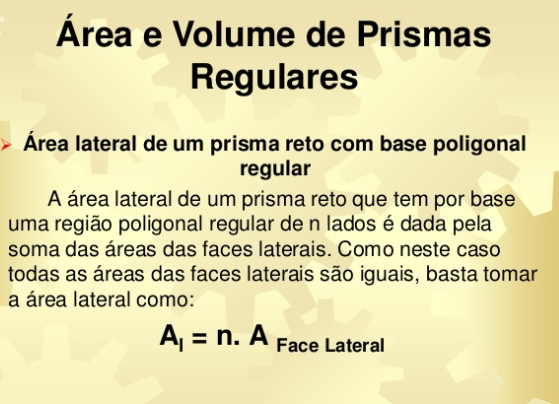 Área e Volume de Prismas
Regulares
Área lateral de um prisma reto com base poligonal
regular
A área lateral de um prisma reto que tem por base
uma região poligonal regular de n lados é dada pela
soma das áreas das faces laterais. Como neste caso
todas as áreas das faces laterais são iguais, basta tomar
a área lateral como:
Al = n. A Face Lateral